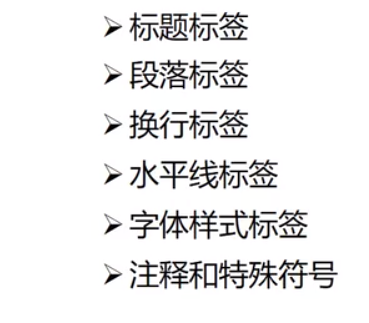 ➢ 标题标签
➢ 段落标签
➢ 换行标签
➢ 水平线标签
➢ 字体样式标签
➢ 注释和特殊符号